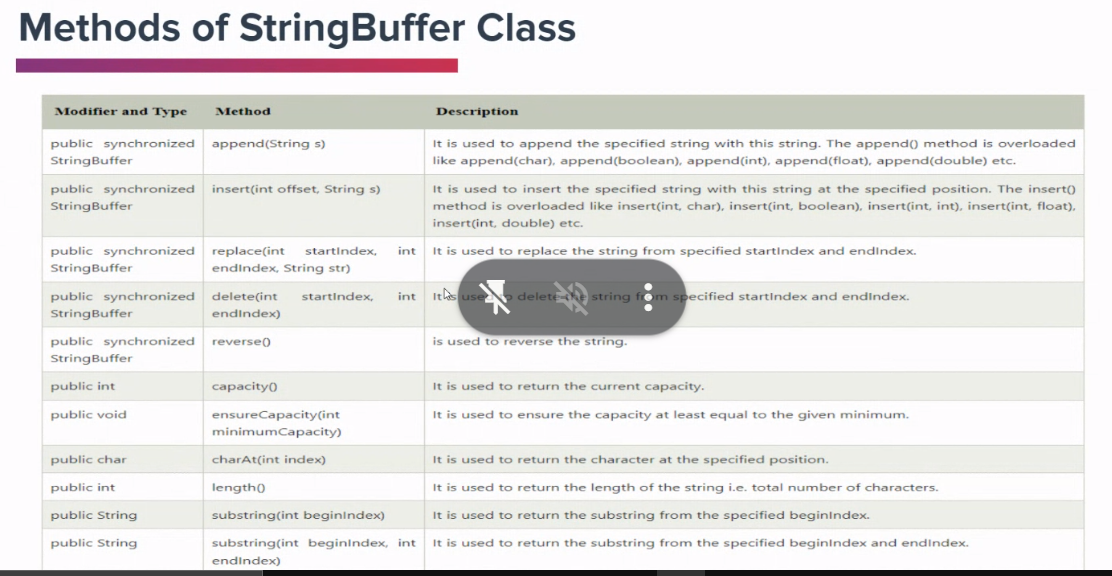 Methods of StringBuffer Class
Modifier and Type Method Description
public synchronized append(String s) It is used to append the specified string with this string. The append() method is overloaded
StringBuffer like append(char), append(boolean), append(int), append(float), append(double) etc.
public synchronized insert(int offset, String s) It is used to insert the specified string with this string at the specified position. The insert()
StringBuffer method is overloaded like insert(int, char), insert(int, boolean), insert(int, int), insert(int, float),
insert(int, double) etc.
public synchronized replace(int startIndex, int It is used to replace the string from specified startIndex and endIndex.
StringBuffer endIndex, String str)
public synchronized delete(int startIndex, int It is used to delete the string from specified startIndex and endIndex.
StringBuffer endIndex)
public synchronized reverse() is used to reverse the string.
StringBuffer
public int capacity() It is used to return the current capacity.
public void ensureCapacity(int It is used to ensure the capacity at least equal to the given minimum.
minimumCapacity)
public char charAt(int index) It is used to return the character at the specified position.
public int length() It is used to return the length of the string i.e. total number of characters.
public String substring(int beginIndex) It is used to return the substring from the specified beginIndex.
public String substring(int beginIndex, int It is used to return the substring from the specified beginIndex and endIndex.
endIndex)